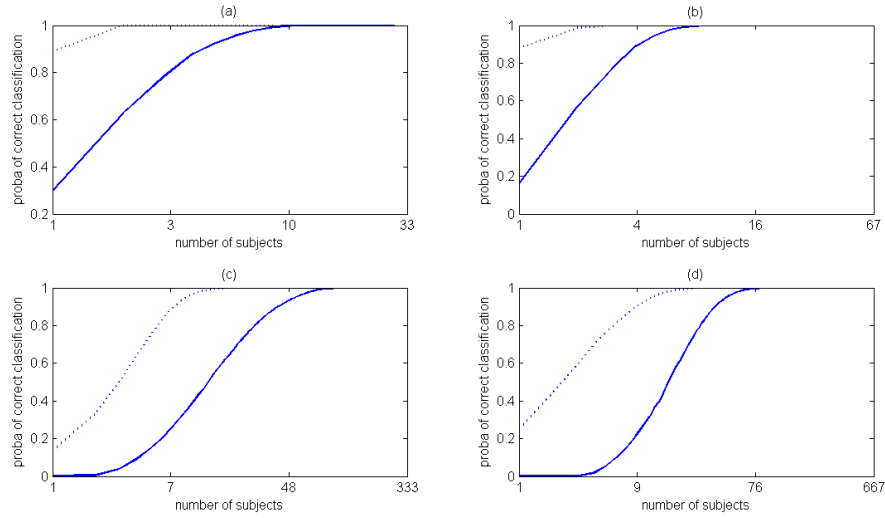 (a)
1
0.8
0.6
0.4
0.2
proba of correct classification
1 3 10 33
number of subjects
(b)
1
0.8
0.6
0.4
0.2
0
proba of correct classification
1 4 16 67
number of subjects
(c)
1
0.8
0.6
0.4
0.2
0
proba of correct classification
1 7 48 333
number of subjects
(d)
1
0.8
0.6
0.4
0.2
0
proba of correct classification
1 9 76 667
number of subjects